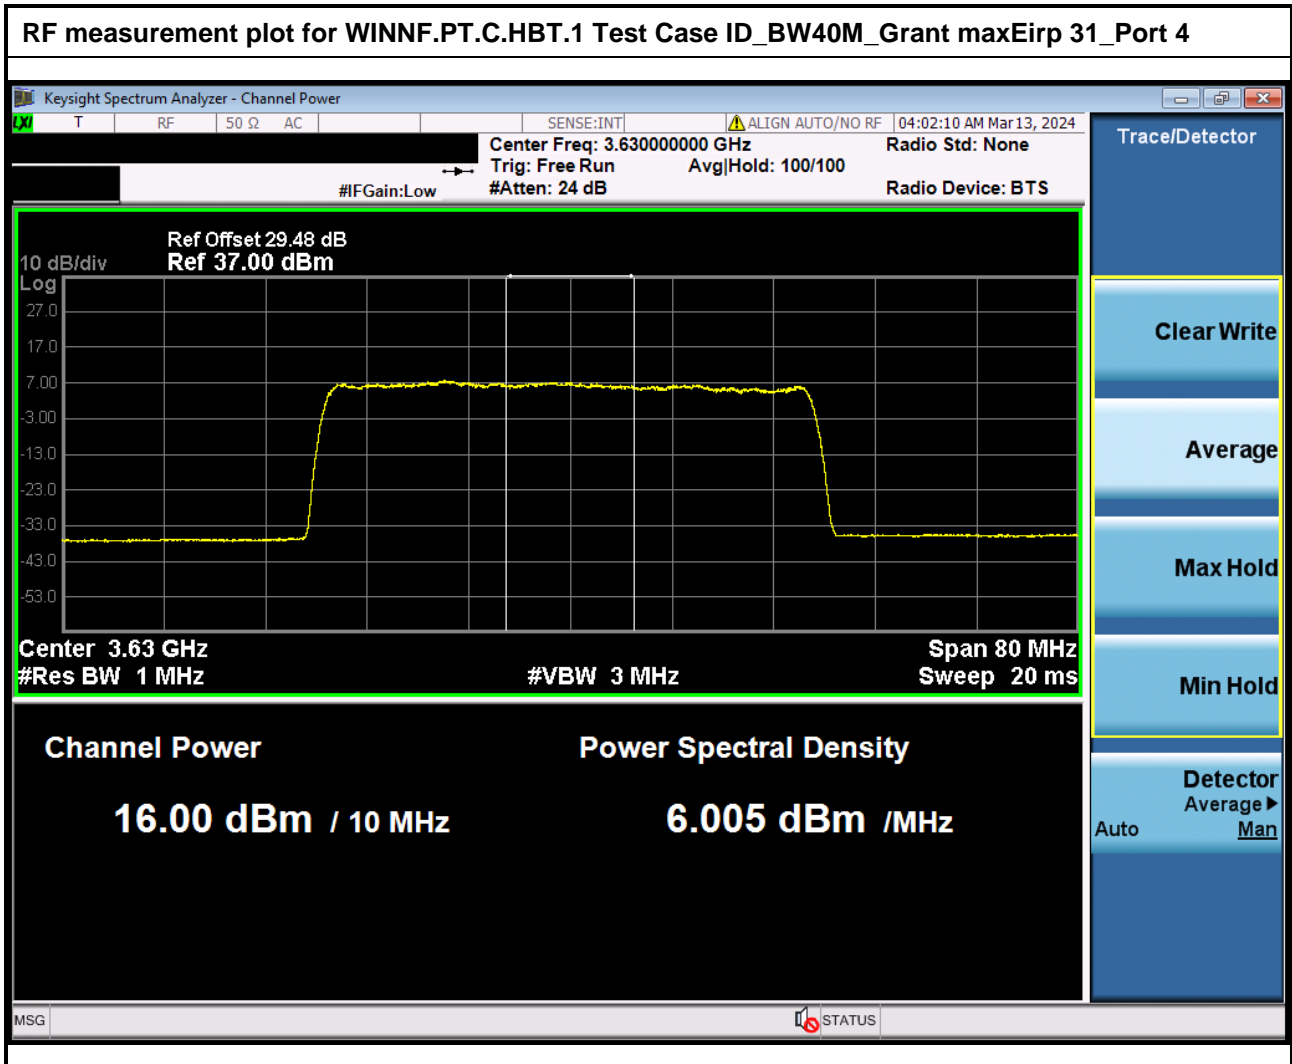 RF measurement plot for WINNF.PT.C.HBT.1 Test Case ID_BW40M_Grant maxEirp 31_Port 4
Keysight Spectrum Analyzer - Channel Power
LXI T RF 50 Ω AC SENSE:INT ALIGN AUTO/NO RF 04:02:10 AM Mar 13, 2024
Center Freq: 3.630000000 GHz Radio Std: None
Trig: Free Run Avg|Hold: 100/100
#IFGain:Low #Atten: 24 dB Radio Device: BTS
Ref Offset 29.48 dB
10 dB/div Ref 37.00 dBm
Log
27.0
17.0
7.00
-3.00
-13.0
-23.0
-33.0
-43.0
-53.0
Center 3.63 GHz Span 80 MHz
#Res BW 1 MHz #VBW 3 MHz Sweep 20 ms
Channel Power Power Spectral Density
16.00 dBm / 10 MHz 6.005 dBm /MHz
MSG STATUS
Trace/Detector
Clear Write
Average
Max Hold
Min Hold
Detector
Average
Auto Man